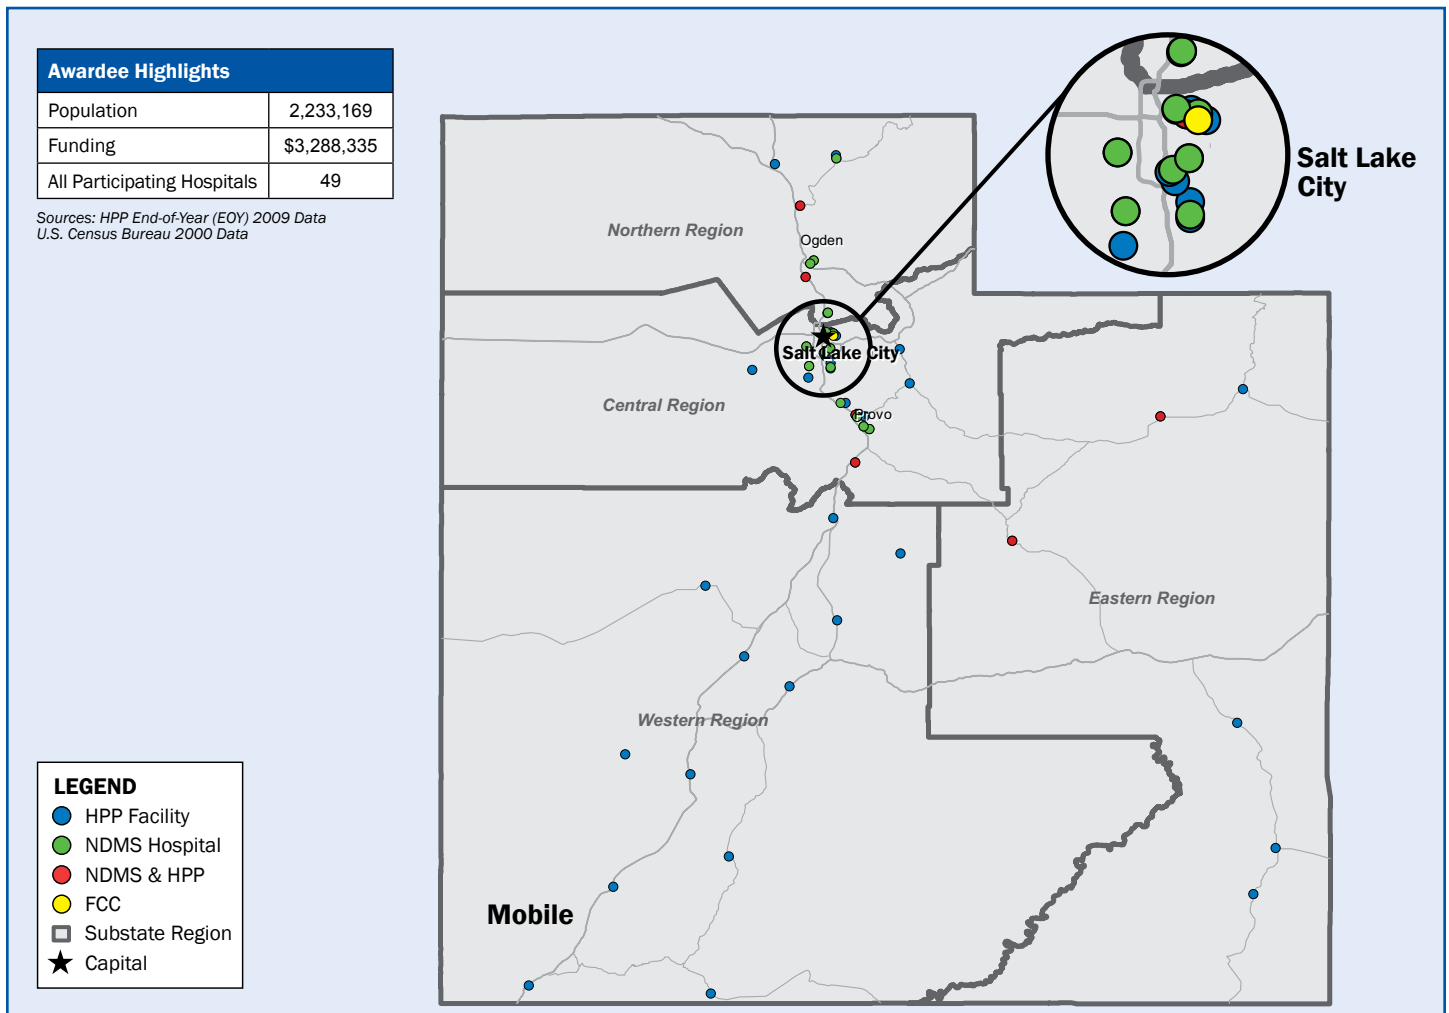 Awardee Highlights
Population 2,233,169
Funding $3,288,335
All Participating Hospitals 49
Sources: HPP End-of-Year (EOY) 2009 Data
U.S. Census Bureau 2000 Data
Salt Lake
City
Northern Region
Ogden
Salt Lake City
Central Region
Provo
Eastern Region
Western Region
Mobile
LEGEND
HPP Facility
NDMS Hospital
NDMS & HPP
FCC
Substate Region
Capital